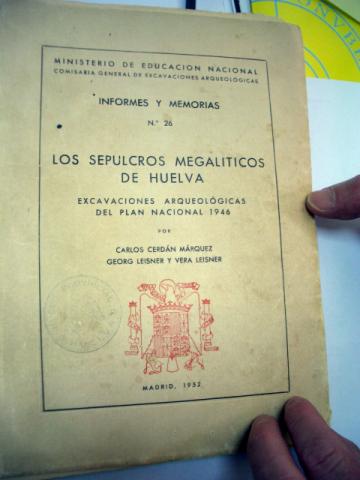 MINISTERIO DE EDUCACION NACIONAL
COMISARIA GENERAL DE EXCAVACIONES ARQUEOLÓGICAS
INFORMES Y MEMORIAS
N.° 26
LOS SEPULCROS MEGALITICOS
DE HUELVA
EXCAVACIONES ARQUEOLÓGICAS
DEL PLAN NACIONAL 1946
POR
CARLOS CERDÁN MÁRQUEZ
GEORG LEISNER Y VERA LEISNER
MADRID, 1952